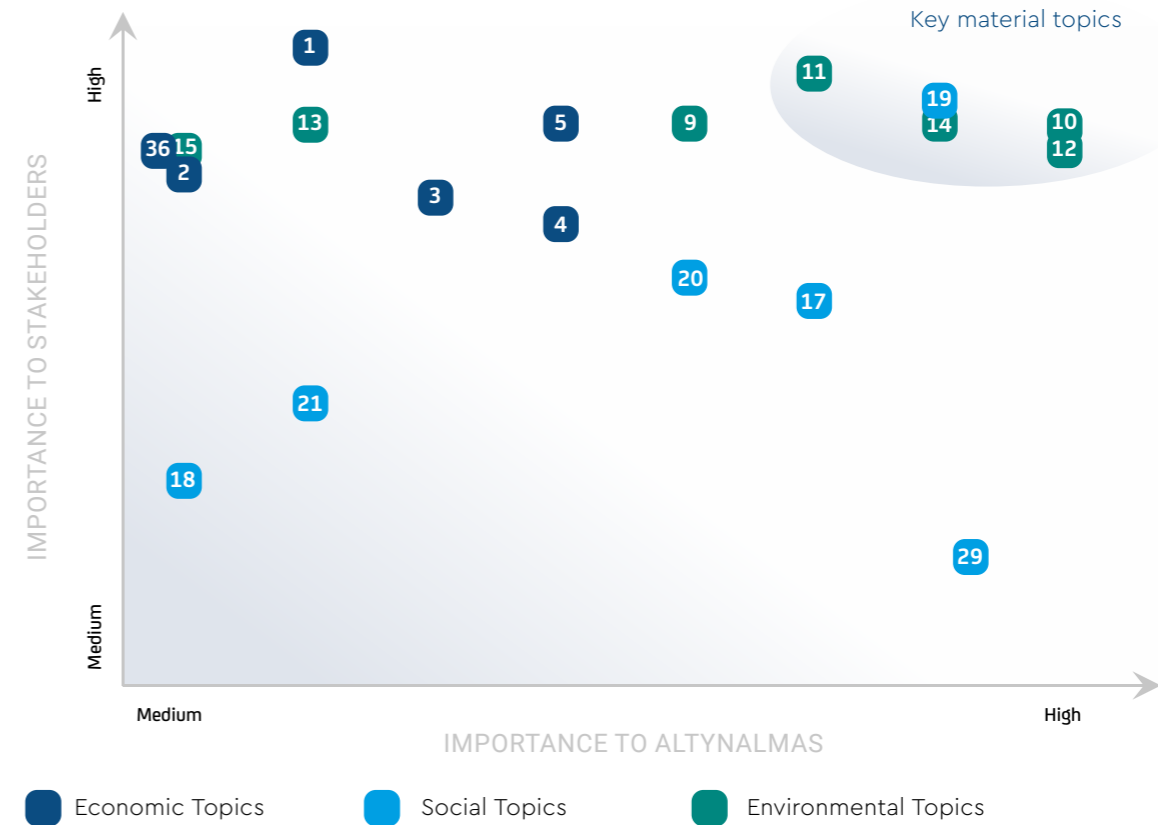 Key material topics
High
1
11
19
13
5
9
14
10
36
15
12
2
3
4
20
17
21
18
29
IMPORTANCE TO STAKEHOLDERS
Medium
Medium
High
IMPORTANCE TO ALTYNALMAS
Economic Topics
Social Topics
Environmental Topics